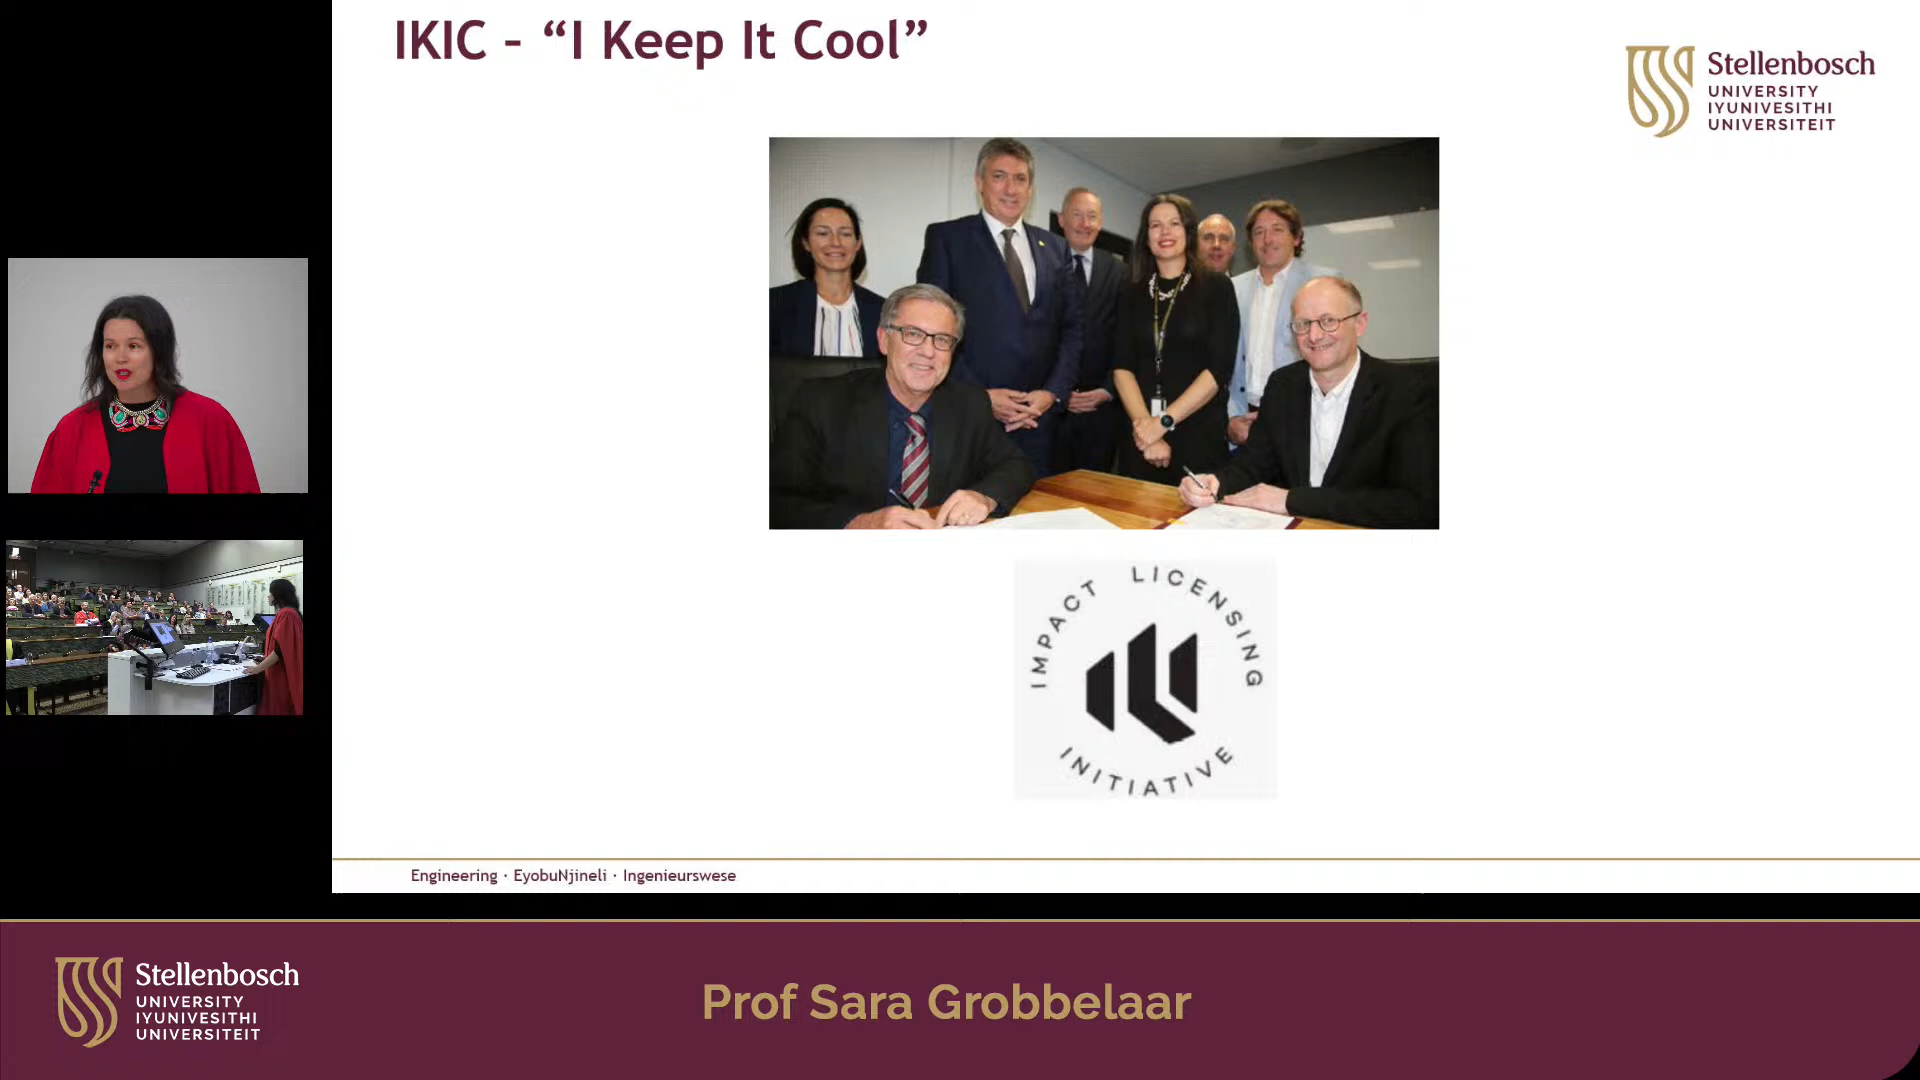 IKIC – “I Keep It Cool”
Stellenbosch
UNIVERSITY
IYUNIVESITHI
UNIVERSITEIT
IMPACT LICENSING
INITIATIVE
Engineering · EyobuNjineli · Ingenieurswese
Stellenbosch
UNIVERSITY
IYUNIVESITHI
UNIVERSITEIT
Prof Sara Grobbelaar